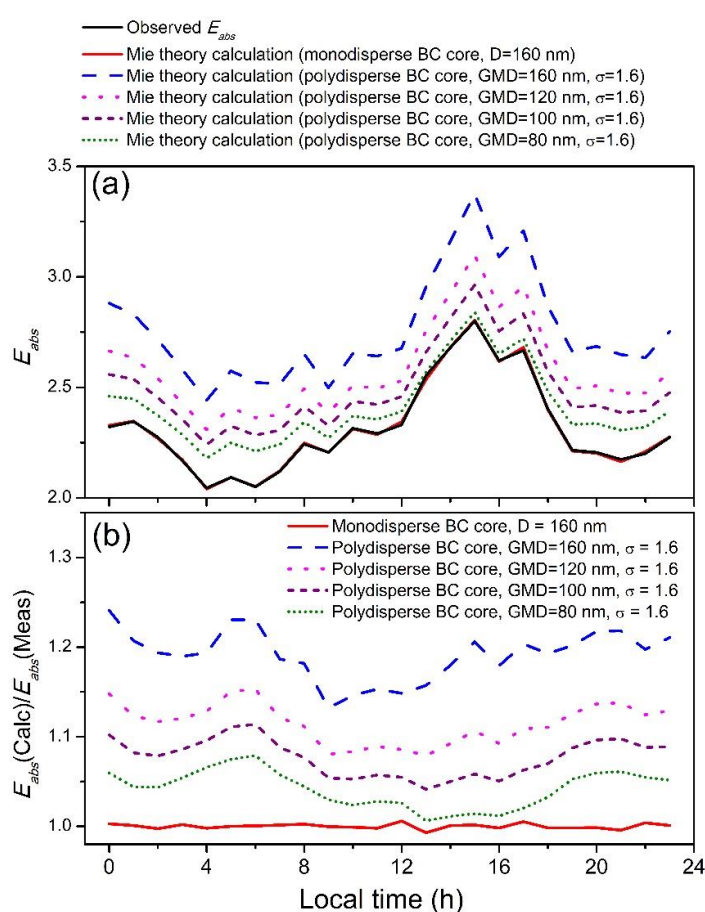 Observed Eabs
Mie theory calculation (monodisperse BC core, D=160 nm)
Mie theory calculation (polydisperse BC core, GMD=160 nm, σ=1.6)
Mie theory calculation (polydisperse BC core, GMD=120 nm, σ=1.6)
Mie theory calculation (polydisperse BC core, GMD=100 nm, σ=1.6)
Mie theory calculation (polydisperse BC core, GMD=80 nm, σ=1.6)
3.5
(a)
3.0
Eabs
2.5
2.0
(b)
Monodisperse BC core, D = 160 nm
Polydisperse BC core, GMD=160 nm, σ = 1.6
Polydisperse BC core, GMD=120 nm, σ = 1.6
Polydisperse BC core, GMD=100 nm, σ = 1.6
Polydisperse BC core, GMD=80 nm, σ = 1.6
1.3
1.2
Eabs(Calc)/Eabs(Meas)
1.1
1.0
0 4 8 12 16 20 24
Local time (h)